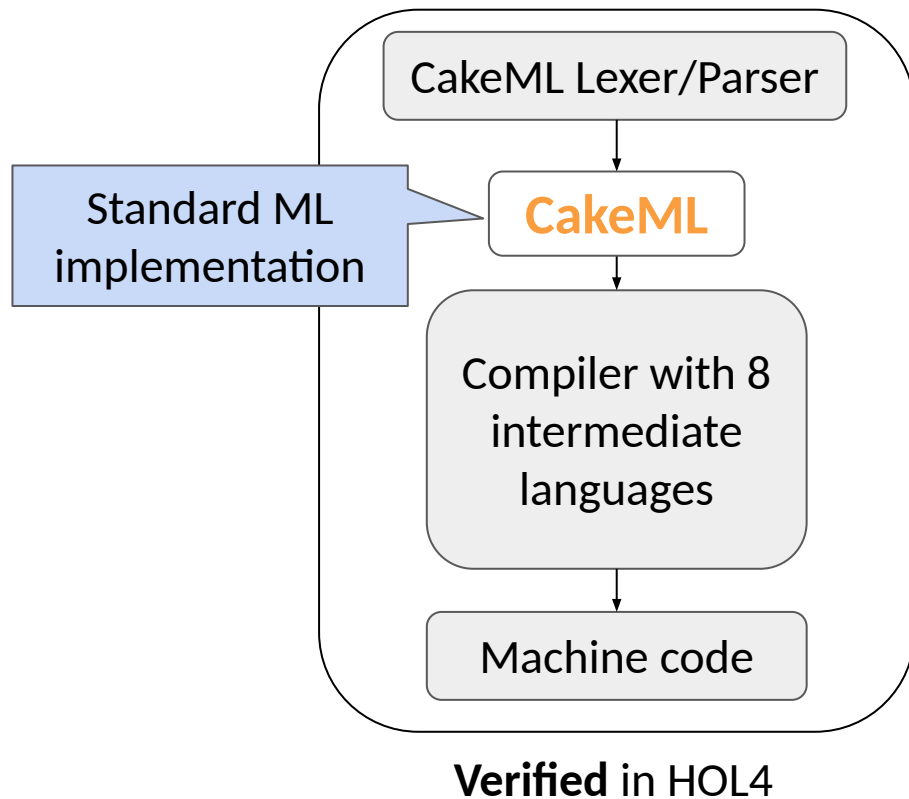 CakeML Lexer/Parser
Standard ML
implementation
CakeML
Compiler with 8
intermediate
languages
Machine code
Verified in HOL4